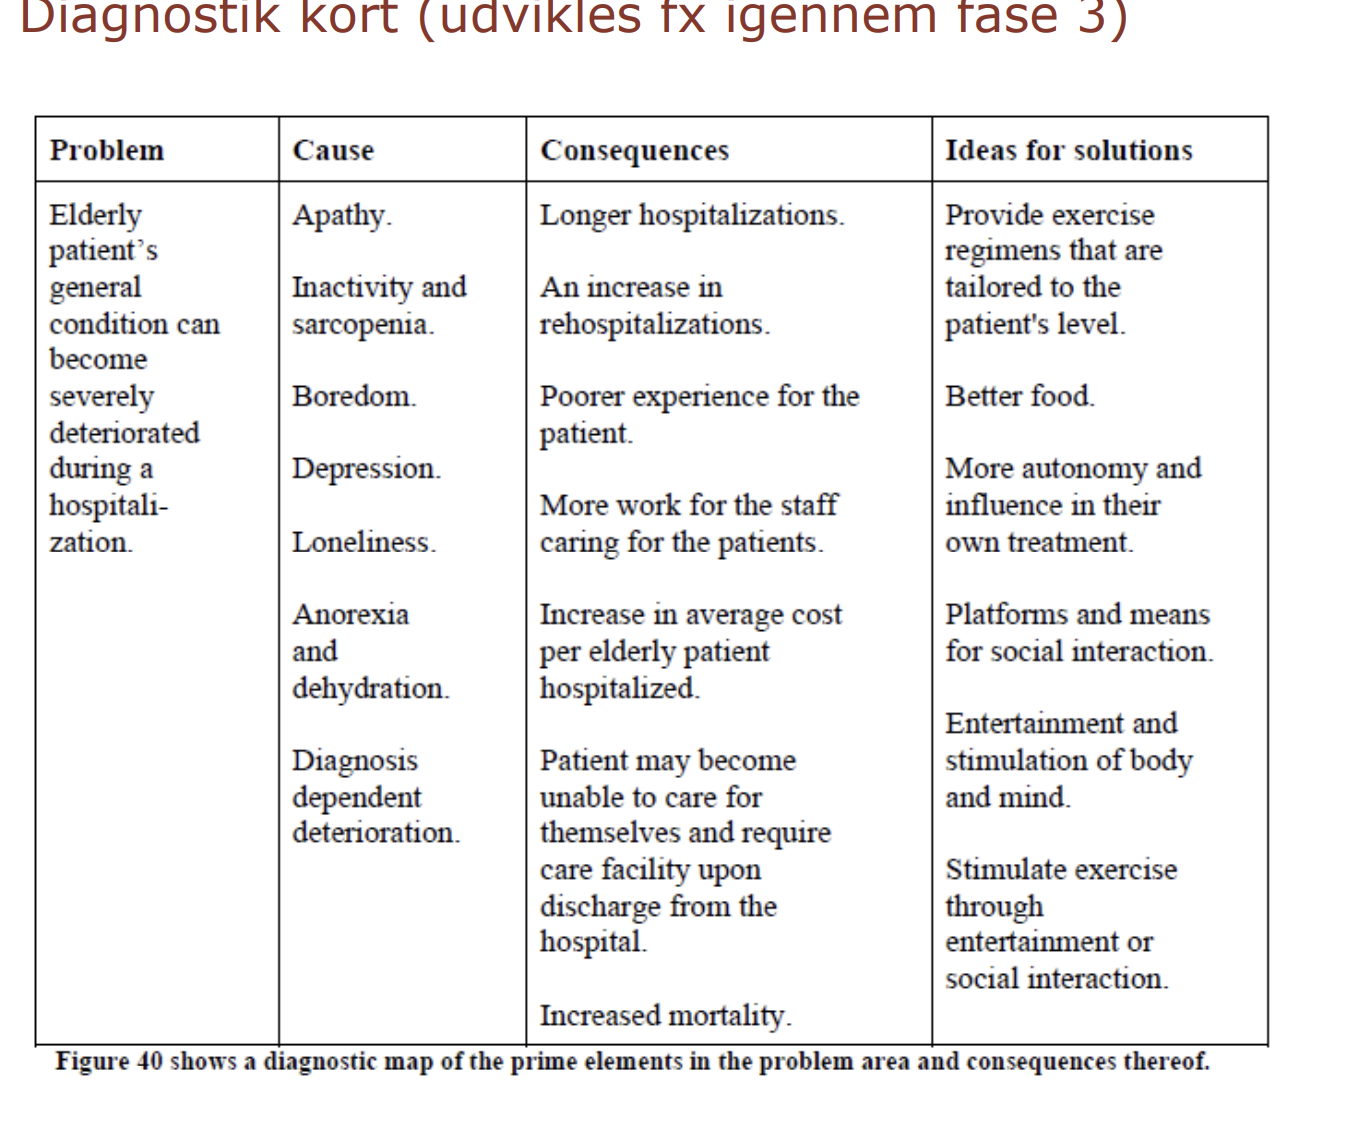 Diagnostik kort (udvikles fx igennem fase 3)
Problem
Cause
Consequences
Ideas for solutions
Elderly
patient’s
general
condition can
become
severely
deteriorated
during a
hospitali-
zation.
Apathy.
Inactivity and
sarcopenia.
Boredom.
Depression.
Loneliness.
Anorexia
and
dehydration.
Diagnosis
dependent
deterioration.
Longer hospitalizations.
An increase in
rehospitalizations.
Poorer experience for the
patient.
More work for the staff
caring for the patients.
Increase in average cost
per elderly patient
hospitalized.
Patient may become
unable to care for
themselves and require
care facility upon
discharge from the
hospital.
Increased mortality.
Provide exercise
regimens that are
tailored to the
patient's level.
Better food.
More autonomy and
influence in their
own treatment.
Platforms and means
for social interaction.
Entertainment and
stimulation of body
and mind.
Stimulate exercise
through
entertainment or
social interaction.
Figure 40 shows a diagnostic map of the prime elements in the problem area and consequences thereof.